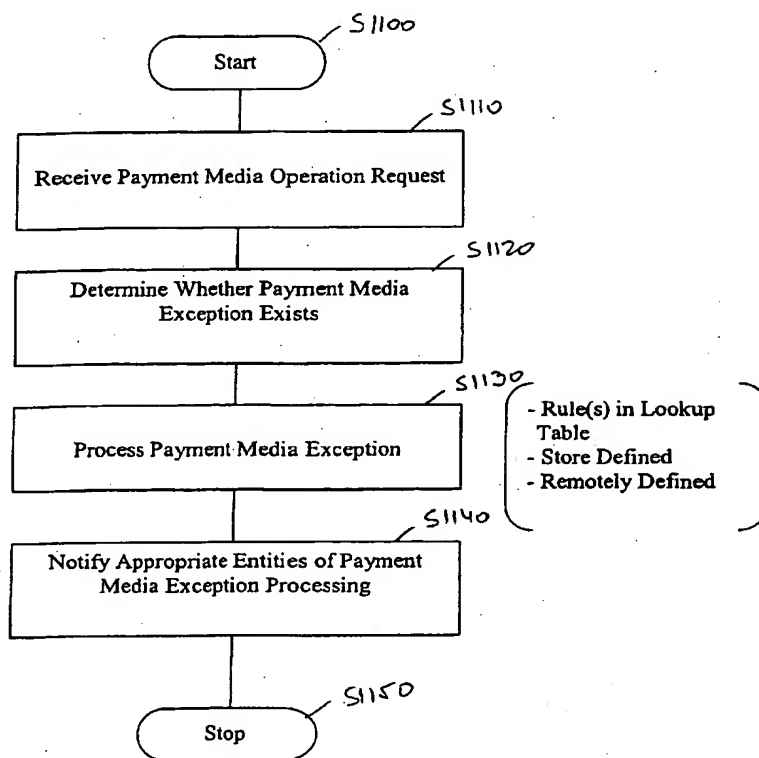 S1100
Start
S1110
Receive Payment Media Operation Request
S1120
Determine Whether Payment Media
Exception Exists
S1130
Process Payment Media Exception
- Rule(s) in Lookup
Table
- Store Defined
- Remotely Defined
S1140
Notify Appropriate Entities of Payment
Media Exception Processing
S1150
Stop